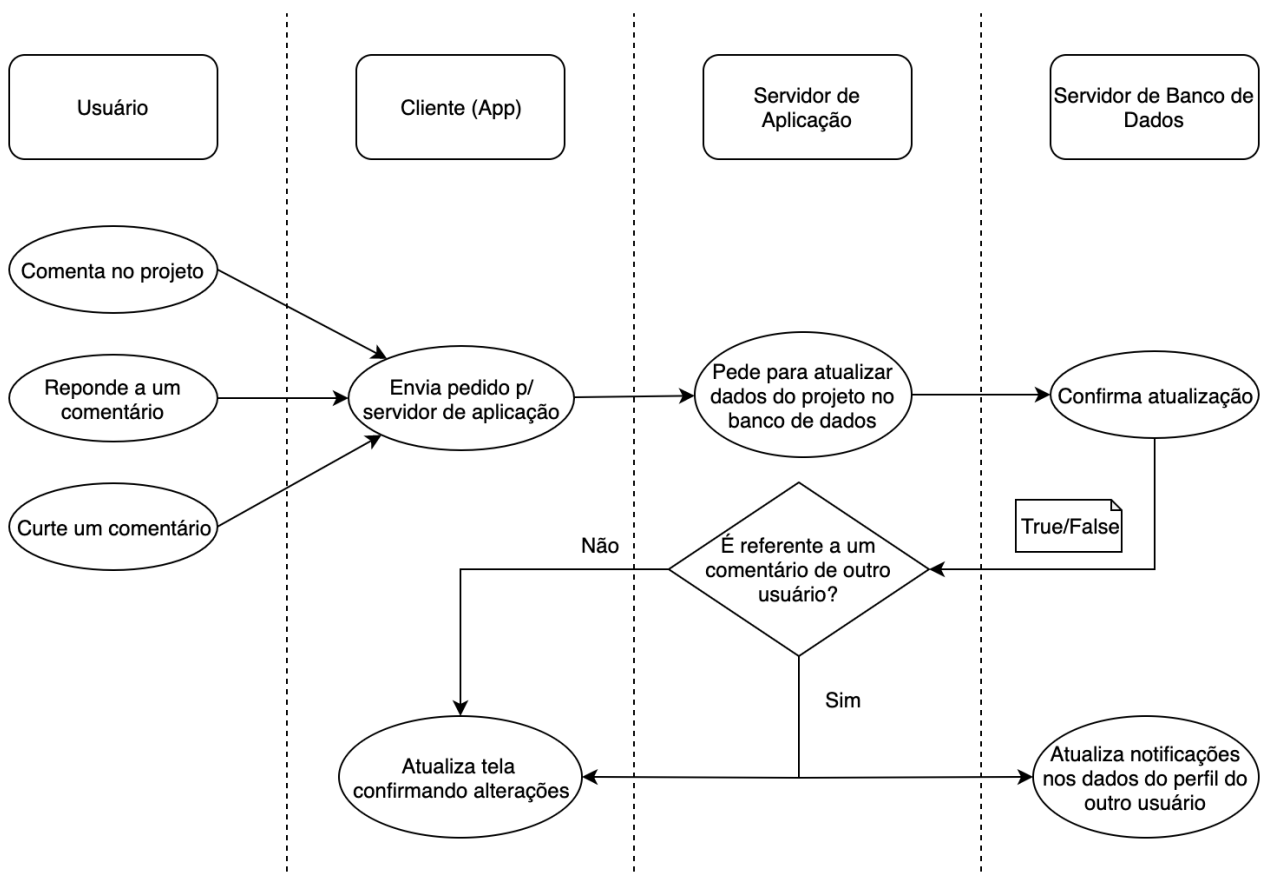 Usuário
Cliente (App)
Servidor de
Aplicação
Servidor de Banco de
Dados
Comenta no projeto
Reponde a um
comentário
Curte um comentário
Envia pedido p/
servidor de aplicação
Pede para atualizar
dados do projeto no
banco de dados
Confirma atualização
True/False
É referente a um
comentário de outro
usuário?
Não
Sim
Atualiza tela
confirmando alterações
Atualiza notificações
nos dados do perfil do
outro usuário